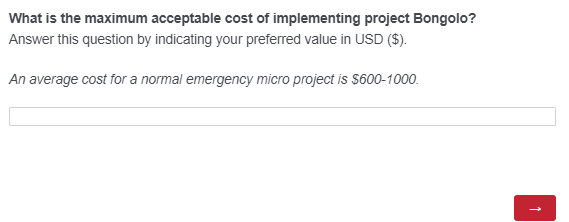 What is the maximum acceptable cost of implementing project Bongolo?
Answer this question by indicating your preferred value in USD ($).
An average cost for a normal emergency micro project is $600-1000.
→